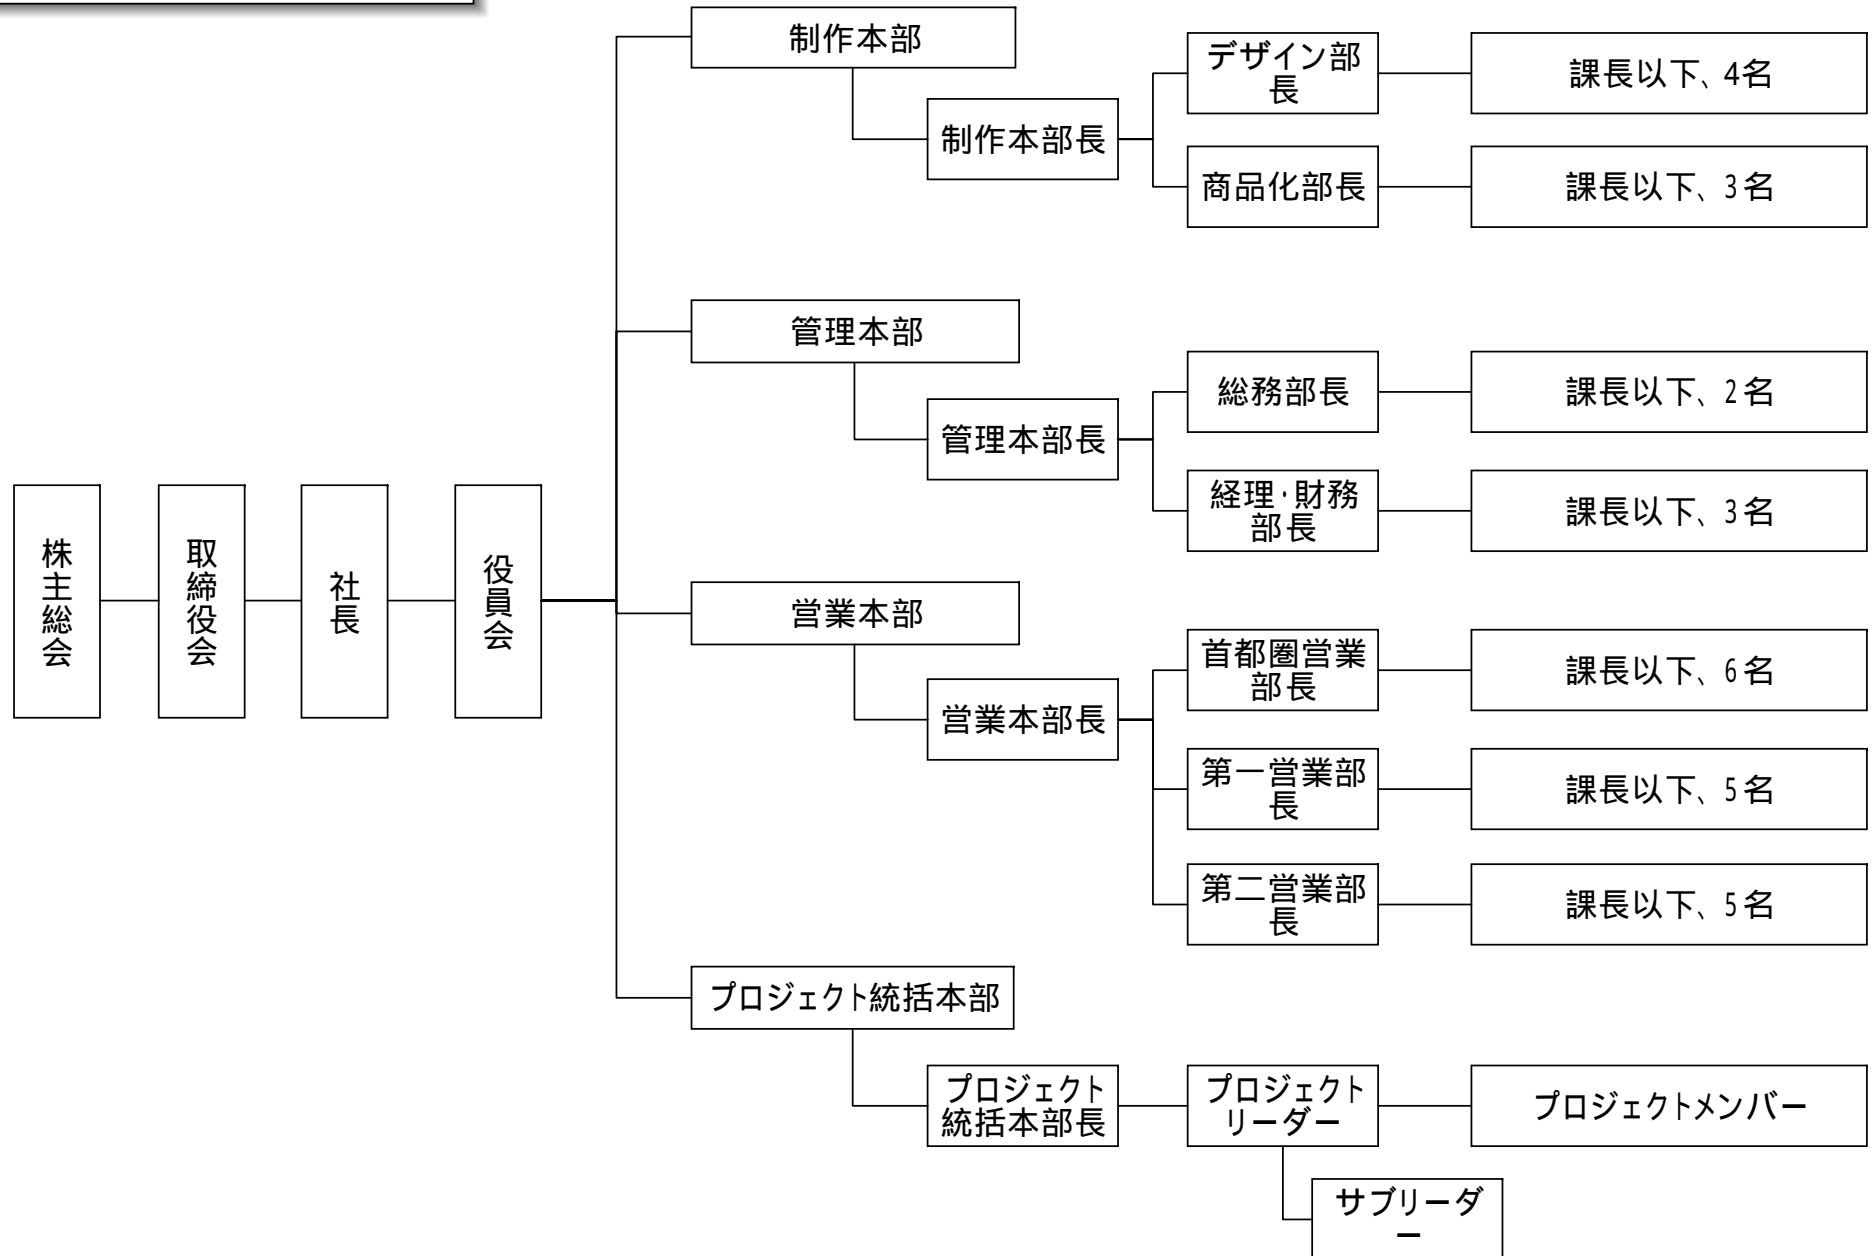 制作本部
デザイン部
長
課長以下、4名
制作本部長
商品化部長
課長以下、3名
管理本部
総務部長
課長以下、2名
管理本部長
経理・財務
部長
課長以下、3名
株主総会
取締役会
社長
役員会
営業本部
首都圏営業
部長
課長以下、6名
営業本部長
第一営業部
長
課長以下、5名
第二営業部
長
課長以下、5名
プロジェクト統括本部
プロジェクト
統括本部長
プロジェクト
リーダー
プロジェクトメンバー
サブリーダ
ー